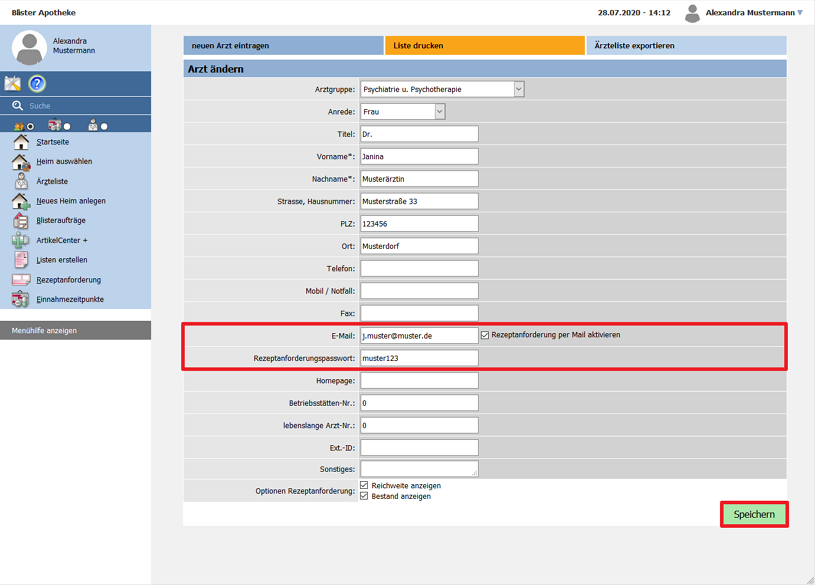 Blister Apotheke
28.07.2020 - 14:12 Alexandra Mustermann
Alexandra
Mustermann
Suche
Startseite
Heim auswählen
Ärzteliste
Neues Heim anlegen
Blisteraufträge
ArtikelCenter +
Listen erstellen
Rezeptanforderung
Einnahmezeitpunkte
Menühilfe anzeigen
neuen Arzt eintragen
Liste drucken
Ärzteliste exportieren
Arzt ändern
Arztgruppe: Psychiatrie u. Psychotherapie
Anrede: Frau
Titel: Dr.
Vorname*: Janina
Nachname*: Musterärztin
Strasse, Hausnummer: Musterstraße 33
PLZ: 123456
Ort: Musterdorf
Telefon:
Mobil / Notfall:
Fax:
E-Mail: j.muster@muster.de Rezeptanforderung per Mail aktivieren
Rezeptanforderungspasswort: muster123
Homepage:
Betriebsstätten-Nr.: 0
lebenslange Arzt-Nr.: 0
Ext.-ID:
Sonstiges:
Optionen Rezeptanforderung: Reichweite anzeigen
Bestand anzeigen
Speichern